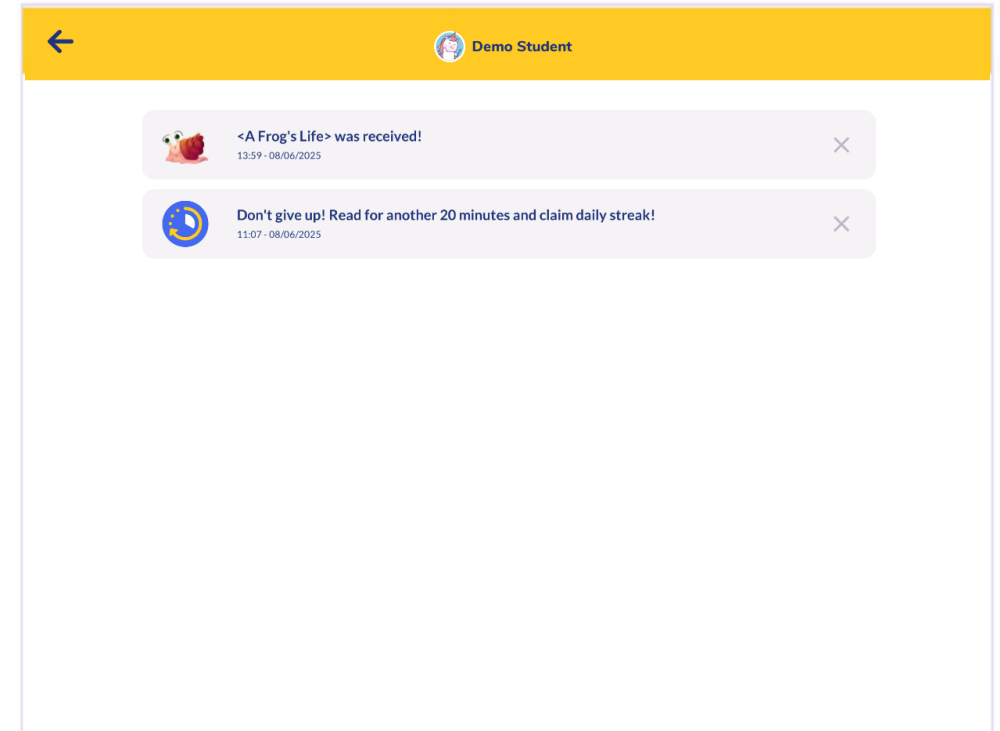 Demo Student
<A Frog's Life> was received!
13:59 - 08/06/2025
Don't give up! Read for another 20 minutes and claim daily streak!
11:07 - 08/06/2025